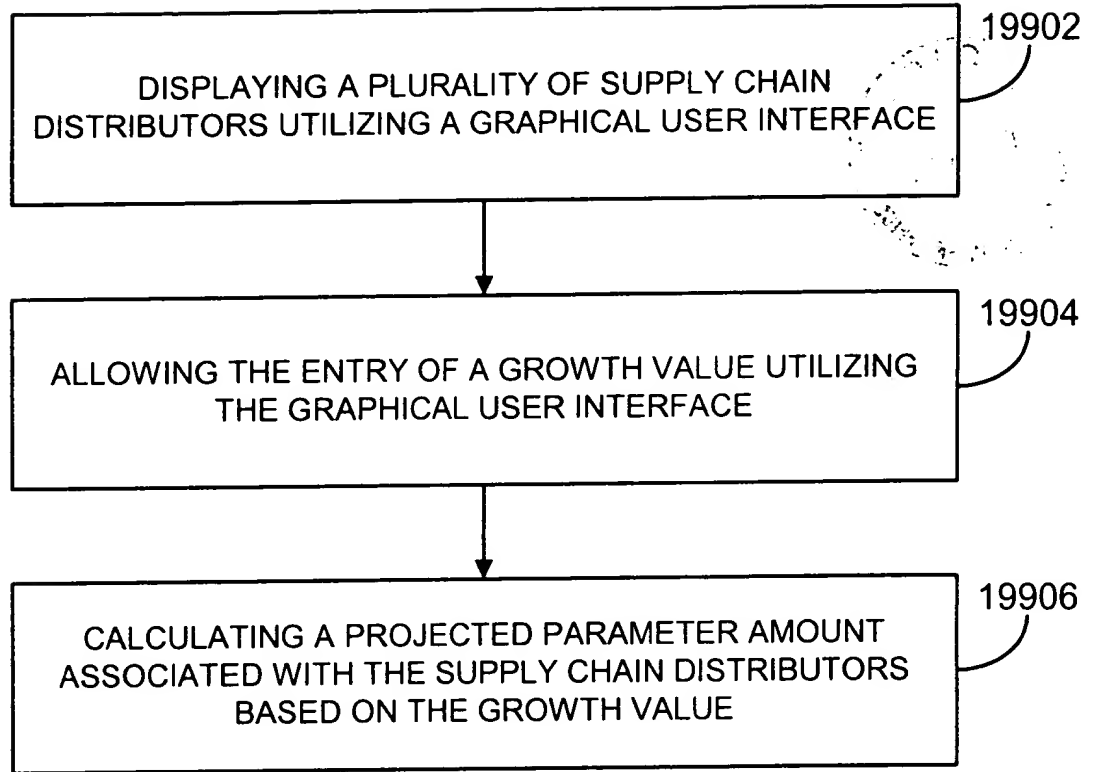 19902
DISPLAYING A PLURALITY OF SUPPLY CHAIN
DISTRIBUTORS UTILIZING A GRAPHICAL USER INTERFACE
19904
ALLOWING THE ENTRY OF A GROWTH VALUE UTILIZING
THE GRAPHICAL USER INTERFACE
19906
CALCULATING A PROJECTED PARAMETER AMOUNT
ASSOCIATED WITH THE SUPPLY CHAIN DISTRIBUTORS
BASED ON THE GROWTH VALUE